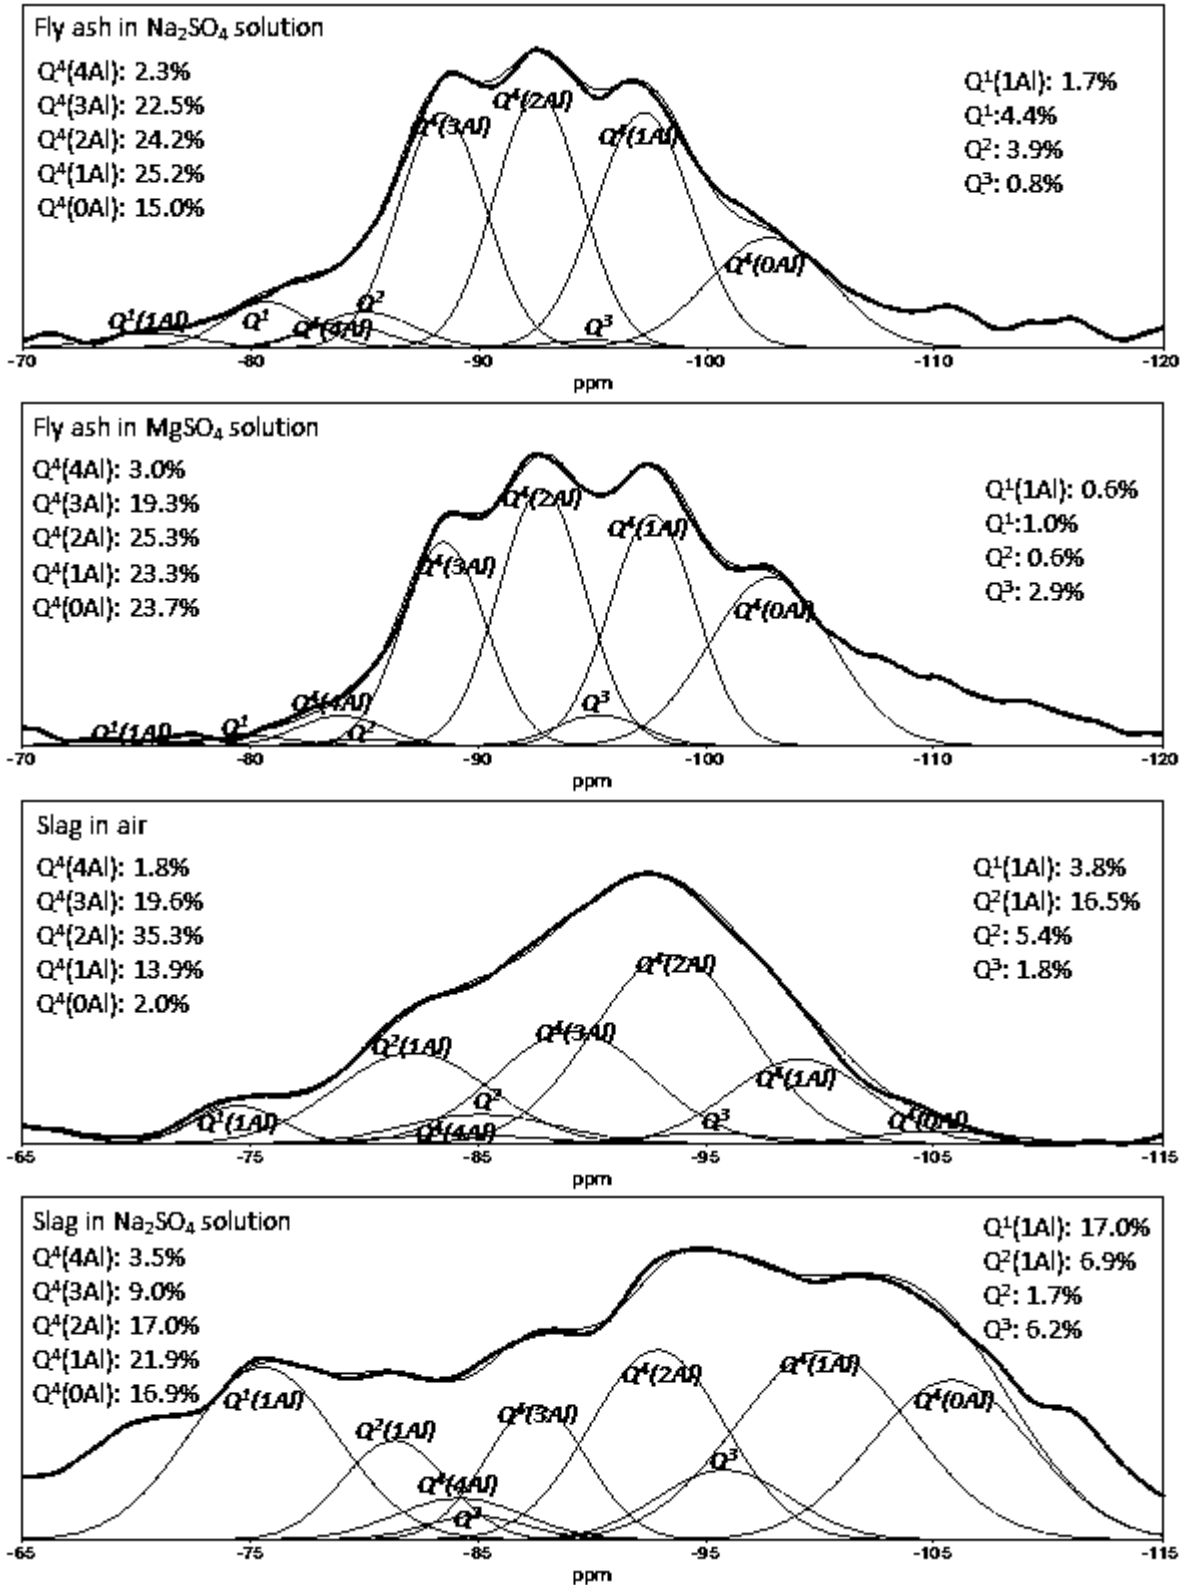 Fly ash in Na₂SO₄ solution
Q⁴(4Al): 2.3%
Q⁴(3Al): 22.5%
Q⁴(2Al): 24.2%
Q⁴(1Al): 25.2%
Q⁴(0Al): 15.0%
Q¹(1Al): 1.7%
Q¹:4.4%
Q²: 3.9%
Q³: 0.8%
Q⁴(2Al)
Q⁴(3Al)
Q⁴(1Al)
Q⁴(0Al)
Q²
Q¹(1Al)
Q¹
Q⁴(4Al)
Q³
-70 -80 -90 -100 -110 -120
ppm
Fly ash in MgSO₄ solution
Q⁴(4Al): 3.0%
Q⁴(3Al): 19.3%
Q⁴(2Al): 25.3%
Q⁴(1Al): 23.3%
Q⁴(0Al): 23.7%
Q¹(1Al): 0.6%
Q¹:1.0%
Q²: 0.6%
Q³: 2.9%
Q⁴(2Al)
Q⁴(1Al)
Q⁴(3Al)
Q⁴(0Al)
Q⁴(4Al)
Q³
Q¹(1Al)
Q¹
Q²
-70 -80 -90 -100 -110 -120
ppm
Slag in air
Q⁴(4Al): 1.8%
Q⁴(3Al): 19.6%
Q⁴(2Al): 35.3%
Q⁴(1Al): 13.9%
Q⁴(0Al): 2.0%
Q¹(1Al): 3.8%
Q²(1Al): 16.5%
Q²: 5.4%
Q³: 1.8%
Q⁴(2Al)
Q⁴(3Al)
Q²(1Al)
Q⁴(1Al)
Q²
Q¹(1Al)
Q³
Q⁴(0Al)
Q⁴(4Al)
-65 -75 -85 -95 -105 -115
ppm
Slag in Na₂SO₄ solution
Q⁴(4Al): 3.5%
Q⁴(3Al): 9.0%
Q⁴(2Al): 17.0%
Q⁴(1Al): 21.9%
Q⁴(0Al): 16.9%
Q¹(1Al): 17.0%
Q²(1Al): 6.9%
Q²: 1.7%
Q³: 6.2%
Q⁴(1Al)
Q⁴(2Al)
Q¹(1Al)
Q⁴(0Al)
Q⁴(3Al)
Q²(1Al)
Q³
Q⁴(4Al)
Q²
-65 -75 -85 -95 -105 -115
ppm